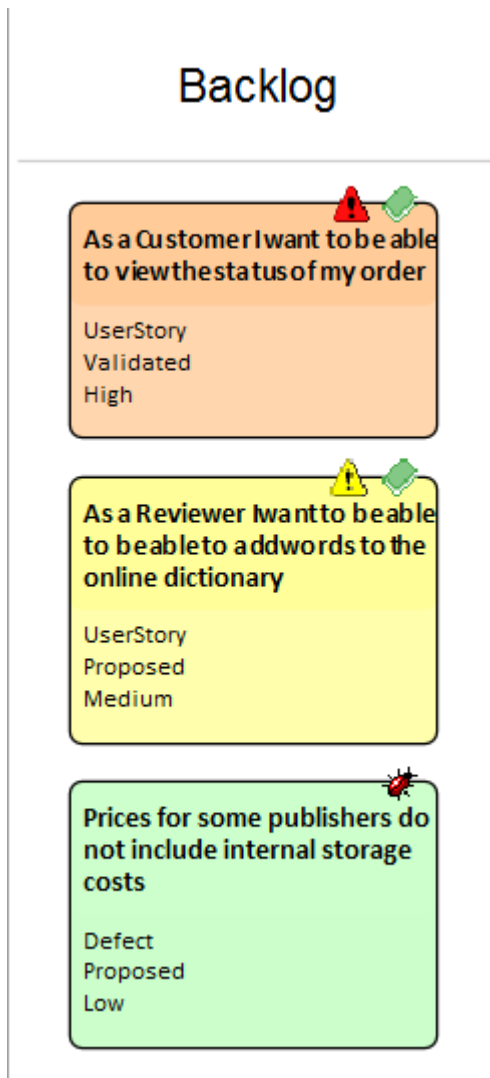 Backlog
As a Customer I want to be able
to view the status of my order
UserStory
Validated
High
As a Reviewer I want to be able
to be able to add words to the
online dictionary
UserStory
Proposed
Medium
Prices for some publishers do
not include internal storage
costs
Defect
Proposed
Low